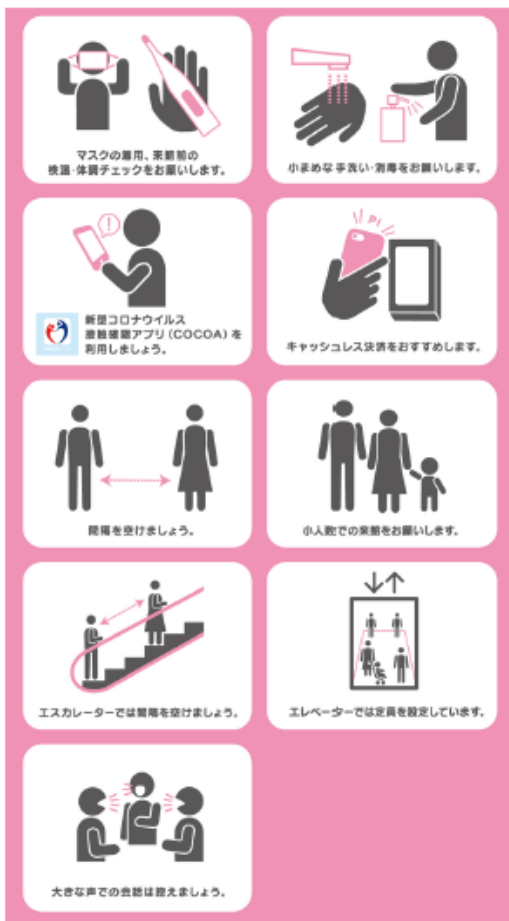 マスクの着用、来館前の
検温・体調チェックをお願いします。
小まめな手洗い・消毒をお願いします。
新型コロナウイルス
接触確認アプリ（COCOA）を
利用しましょう。
PI
キャッシュレス決済をおすすめします。
間隔を空けましょう。
小人数での来館をお願いします。
エスカレーターでは間隔を空けましょう。
エレベーターでは定員を設定しています。
大きな声での会話は控えましょう。